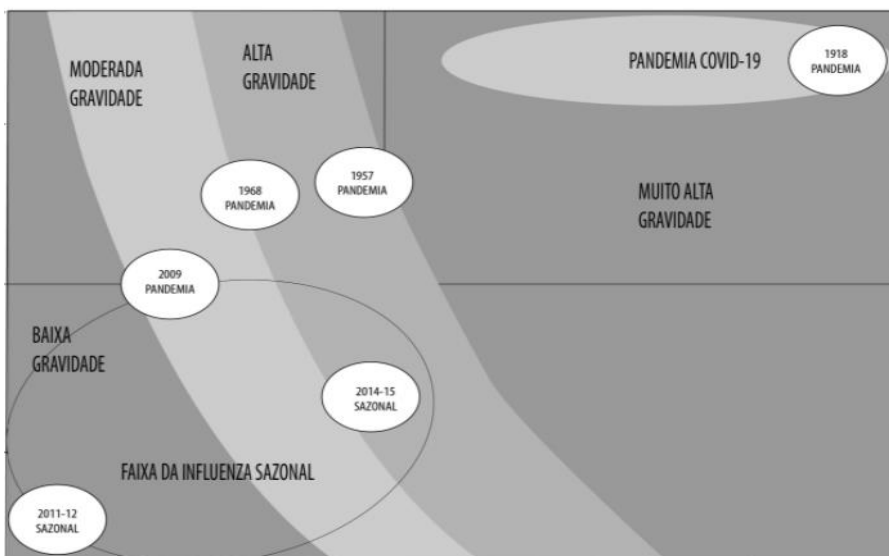 MODERADA
GRAVIDADE
ALTA
GRAVIDADE
PANDEMIA COVID-19
1918
PANDEMIA
1968
PANDEMIA
1957
PANDEMIA
MUITO ALTA
GRAVIDADE
2009
PANDEMIA
BAIXA
GRAVIDADE
2014-15
SAZONAL
FAIXA DA INFLUENZA SAZONAL
2011-12
SAZONAL